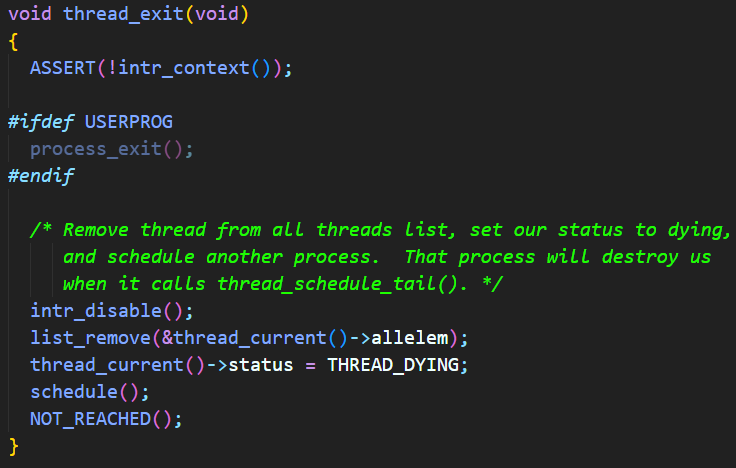 void thread_exit(void)
{
  ASSERT(!intr_context());

#ifdef USERPROG
  process_exit();
#endif

  /* Remove thread from all threads list, set our status to dying,
     and schedule another process.  That process will destroy us
     when it calls thread_schedule_tail(). */
  intr_disable();
  list_remove(&thread_current()->allelem);
  thread_current()->status = THREAD_DYING;
  schedule();
  NOT_REACHED();
}